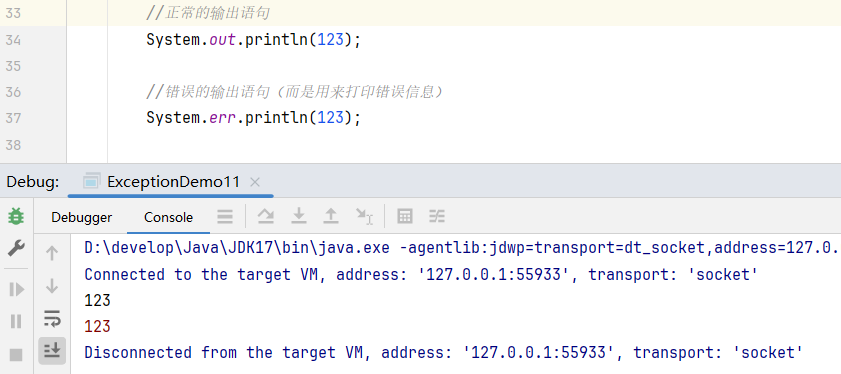 33 //正常的输出语句
34 System.out.println(123);
35
36 //错误的输出语句（而是用来打印错误信息）
37 System.err.println(123);
38
Debug: ExceptionDemo11
Debugger Console
D:\develop\Java\JDK17\bin\java.exe -agentlib:jdwp=transport=dt_socket,address=127.0.
Connected to the target VM, address: '127.0.0.1:55933', transport: 'socket'
123
123
Disconnected from the target VM, address: '127.0.0.1:55933', transport: 'socket'